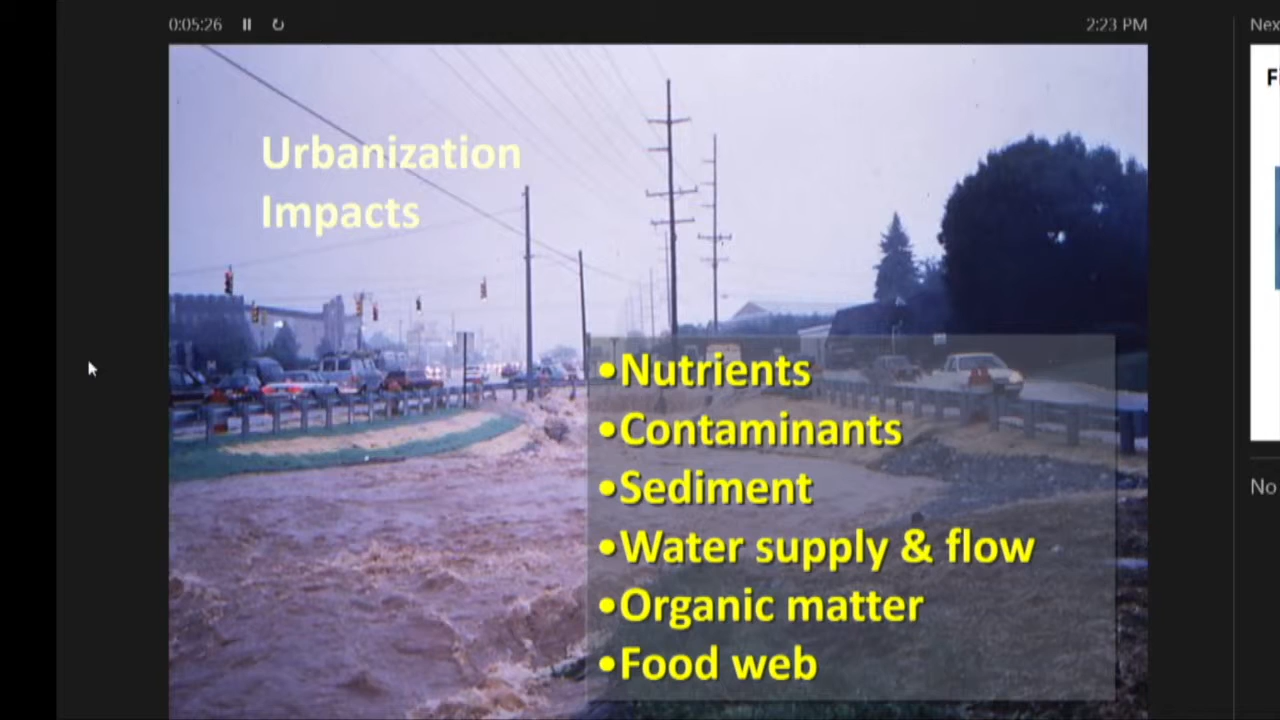 0:05:26
2:23 PM
Urbanization
Impacts
•Nutrients
•Contaminants
•Sediment
•Water supply & flow
•Organic matter
•Food web
No